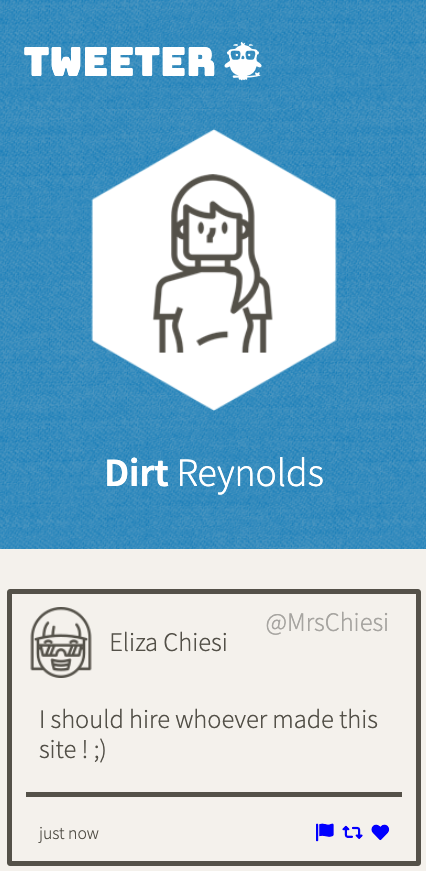 TWEETER
Dirt Reynolds
@MrsChiesi
Eliza Chiesi
I should hire whoever made this
site ! ;)
just now